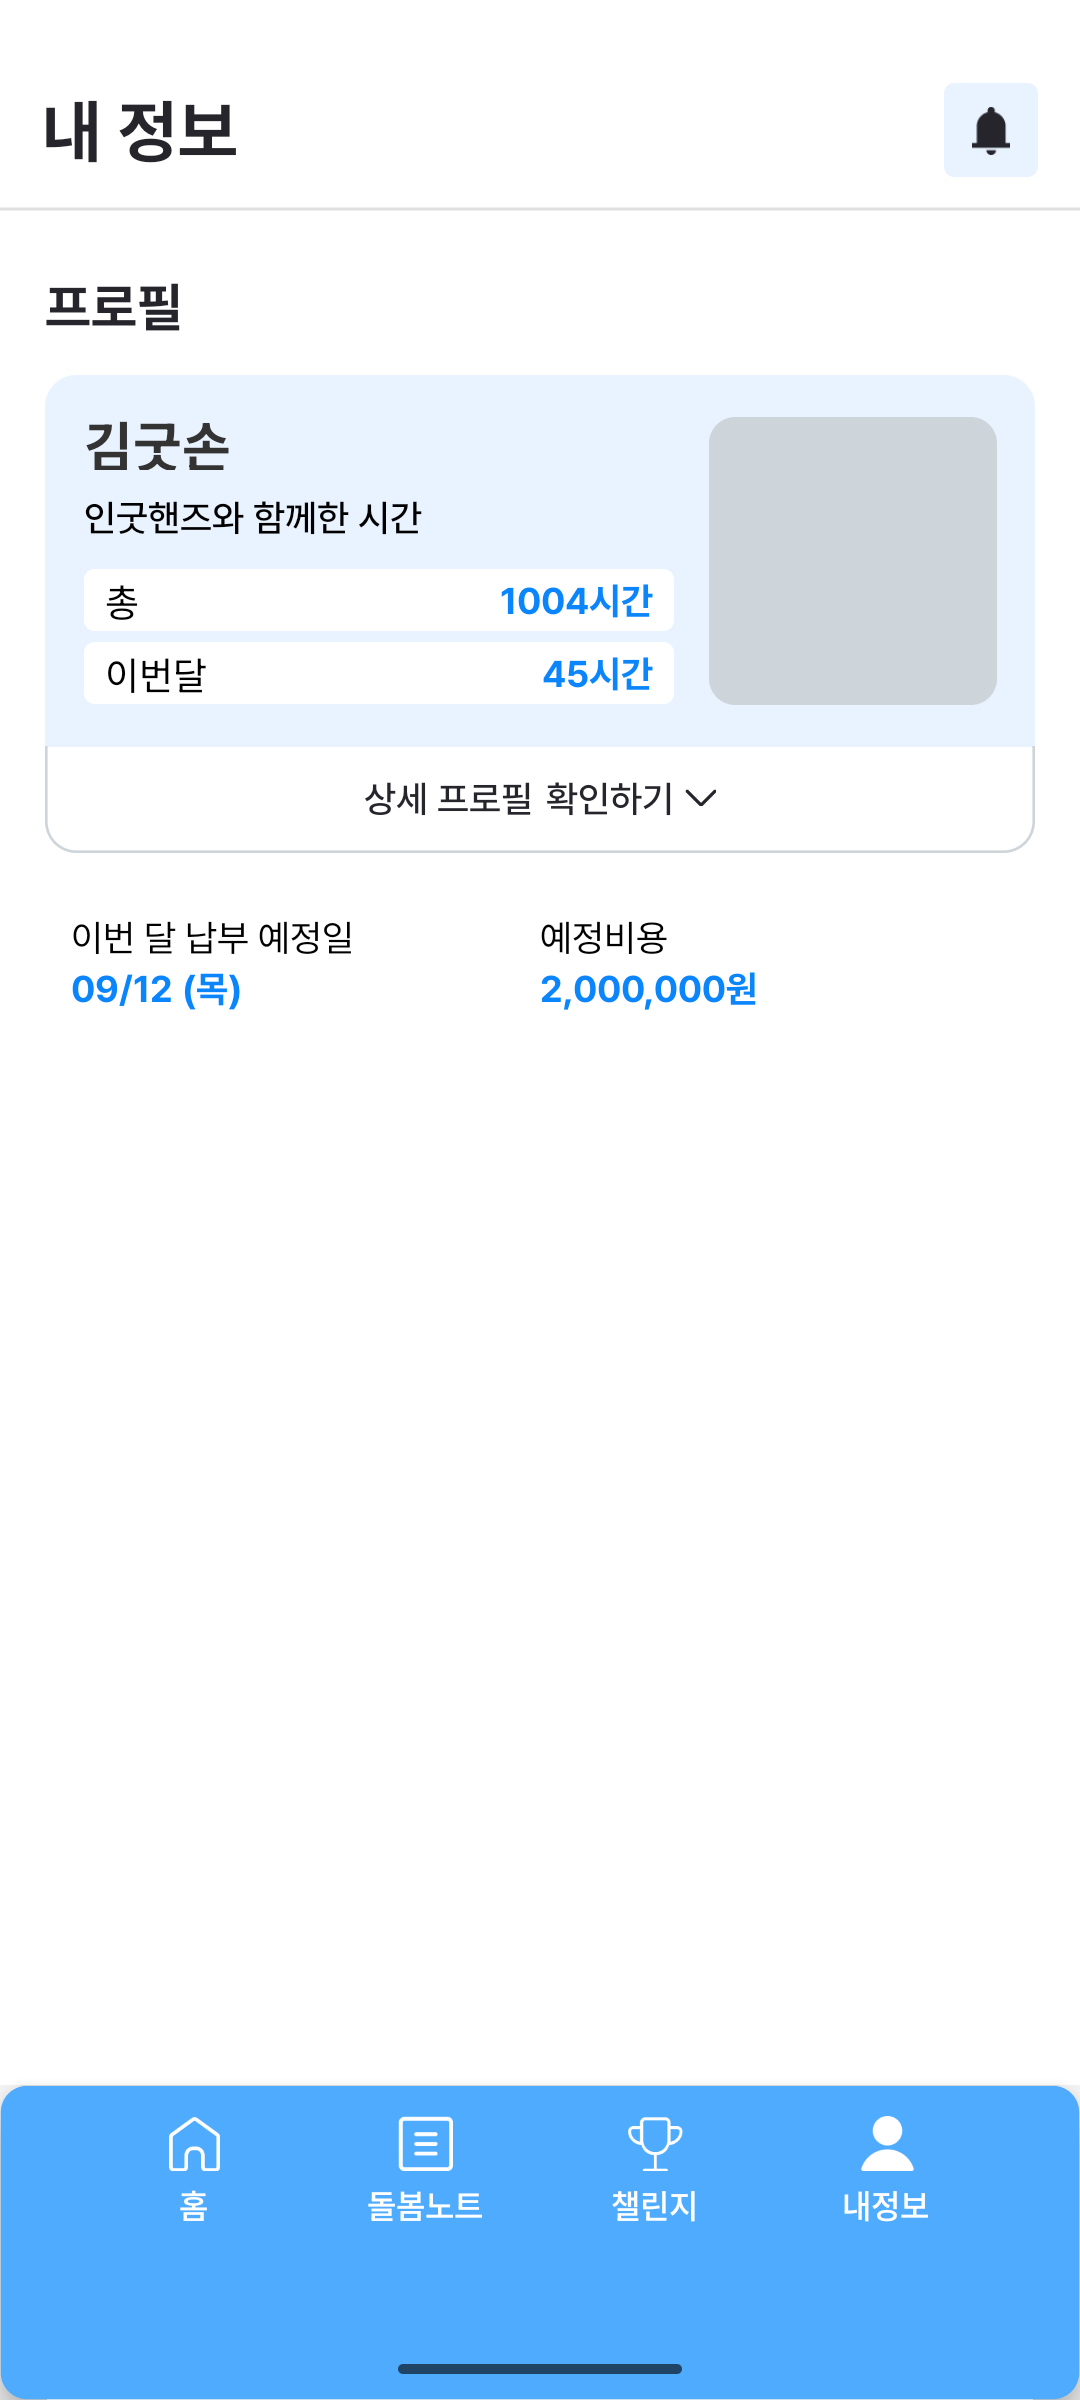 내 정보
프로필
김굿손
인굿핸즈와 함께한 시간
총 1004시간
이번달 45시간
상세 프로필 확인하기
이번 달 납부 예정일 예정비용
09/12 (목) 2,000,000원
홈 돌봄노트 챌린지 내정보